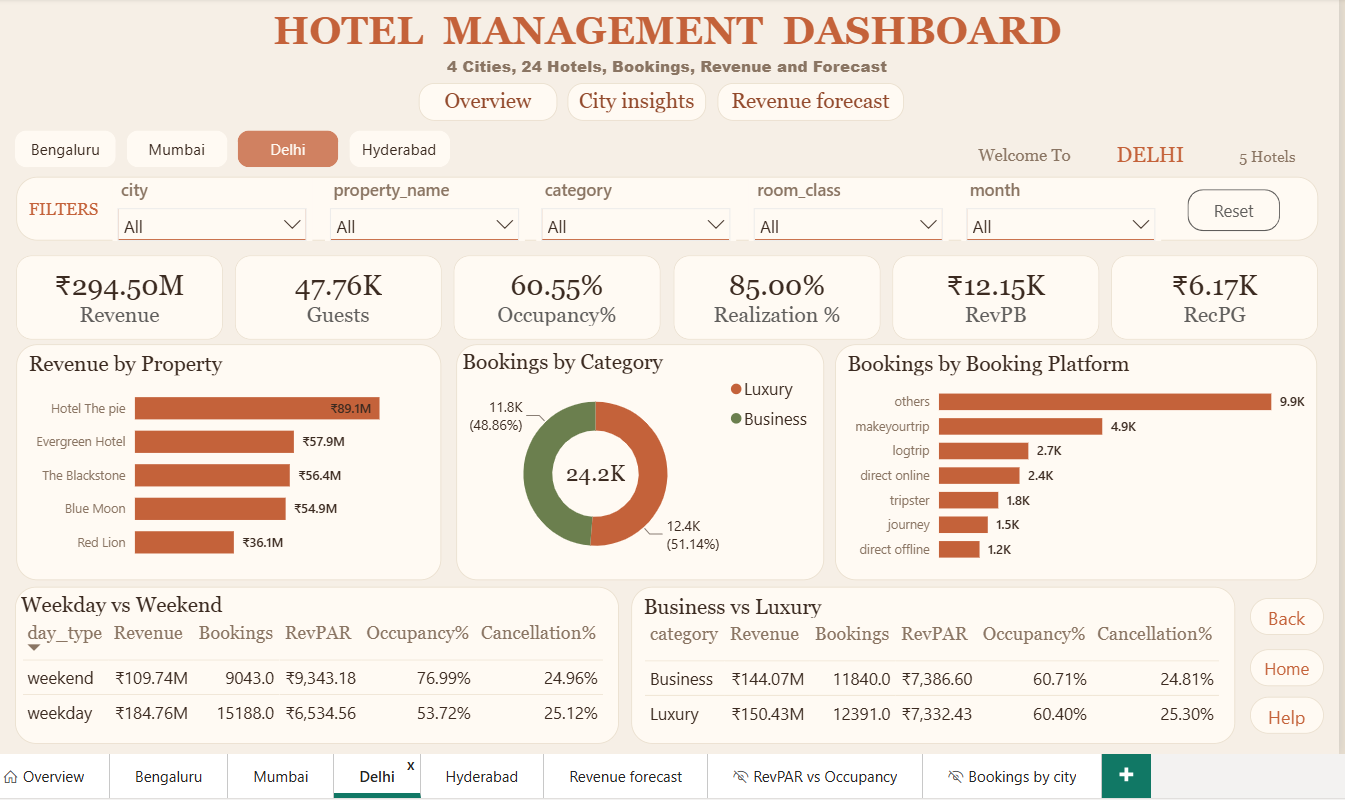 HOTEL MANAGEMENT DASHBOARD
4 Cities, 24 Hotels, Bookings, Revenue and Forecast
Overview City insights Revenue forecast
Bengaluru Mumbai Delhi Hyderabad
Welcome To DELHI 5 Hotels
FILTERS
city property_name category room_class month
All All All All All
Reset
₹294.50M 47.76K 60.55% 85.00% ₹12.15K ₹6.17K
Revenue Guests Occupancy% Realization % RevPB RecPG
Revenue by Property
Hotel The pie ₹89.1M
Evergreen Hotel ₹57.9M
The Blackstone ₹56.4M
Blue Moon ₹54.9M
Red Lion ₹36.1M
Bookings by Category
Luxury
Business
11.8K
(48.86%)
24.2K
12.4K
(51.14%)
Bookings by Booking Platform
others 9.9K
makeyourtrip 4.9K
logtrip 2.7K
direct online 2.4K
tripster 1.8K
journey 1.5K
direct offline 1.2K
Weekday vs Weekend
day_type Revenue Bookings RevPAR Occupancy% Cancellation%
weekend ₹109.74M 9043.0 ₹9,343.18 76.99% 24.96%
weekday ₹184.76M 15188.0 ₹6,534.56 53.72% 25.12%
Business vs Luxury
category Revenue Bookings RevPAR Occupancy% Cancellation%
Business ₹144.07M 11840.0 ₹7,386.60 60.71% 24.81%
Luxury ₹150.43M 12391.0 ₹7,332.43 60.40% 25.30%
Back
Home
Help
Overview Bengaluru Mumbai Delhi x Hyderabad Revenue forecast RevPAR vs Occupancy Bookings by city +